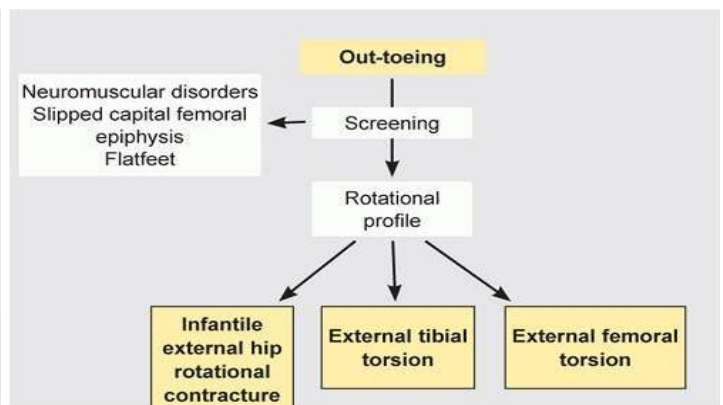 Out-toeing
Neuromuscular disorders
Slipped capital femoral
epiphysis
Flatfeet
Screening
Rotational
profile
Infantile
external hip
rotational
contracture
External tibial
torsion
External femoral
torsion